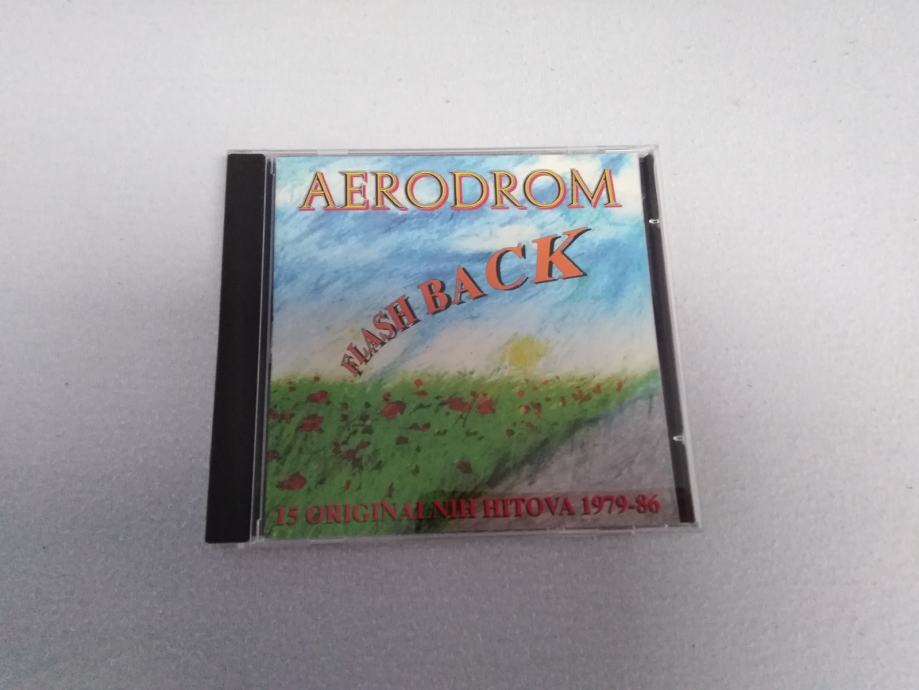 AERODROM
FLASH BACK
15 ORIGINALNIH HITOVA 1979-86